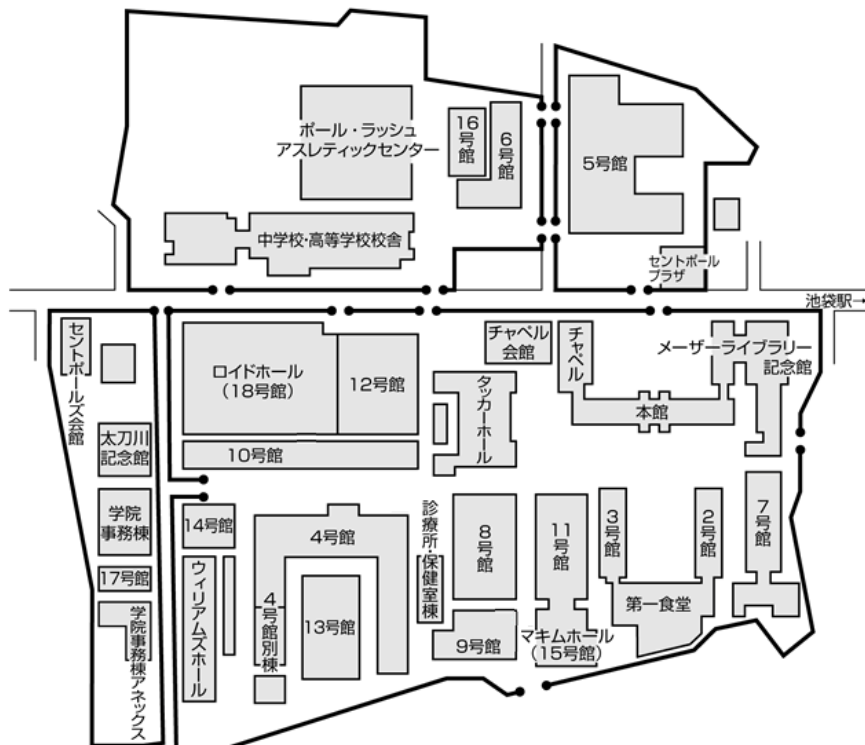 ポール・ラッシュ
アスレティックセンター
16号館
6号館
5号館
中学校・高等学校校舎
セントポール
プラザ
池袋駅→
セントポールズ会館
ロイドホール
(18号館)
12号館
チャペル
会館
チャペル
メーザーライブラリー
記念館
本館
タッカーホール
太刀川
記念館
10号館
学院
事務棟
14号館
4号館
診療所・保健室棟
8号館
11号館
3号館
2号館
7号館
17号館
ウィリアムズホール
4号館別棟
13号館
第一食堂
9号館
マキムホール
(15号館)
学院事務棟アネックス